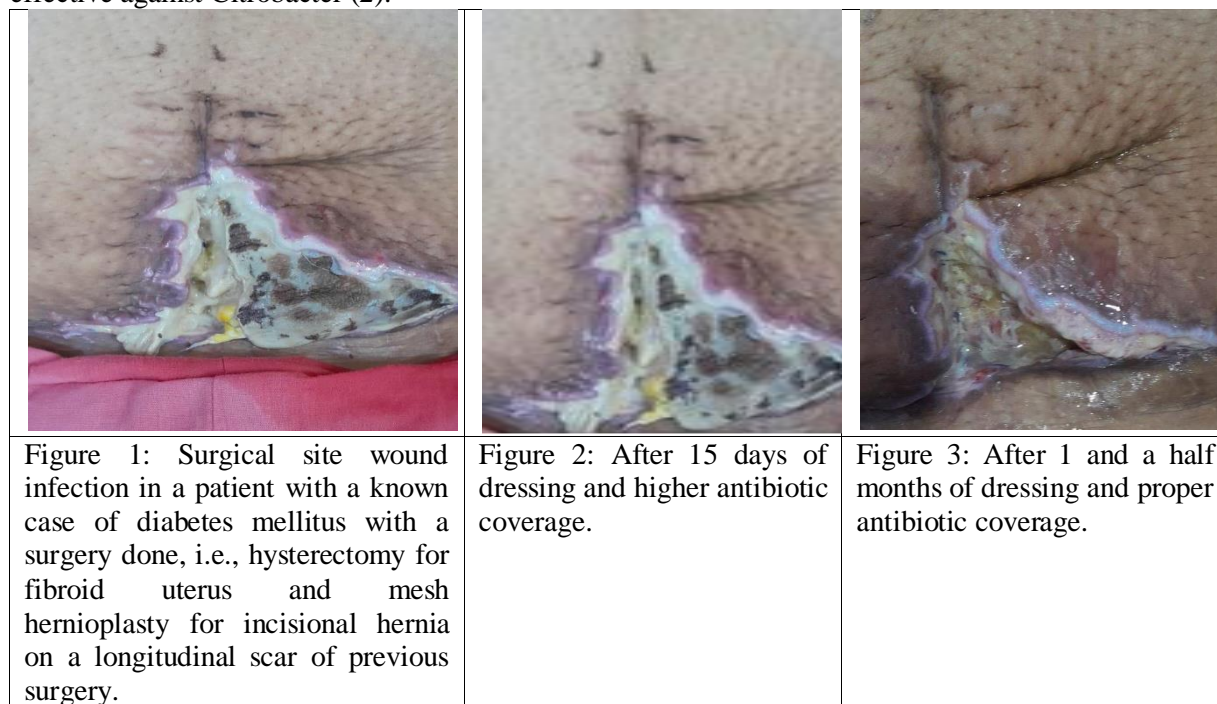 effective against Citrobacter (2).
Figure 1: Surgical site wound
infection in a patient with a known
case of diabetes mellitus with a
surgery done, i.e., hysterectomy for
fibroid uterus and mesh
hernioplasty for incisional hernia
on a longitudinal scar of previous
surgery.
Figure 2: After 15 days of
dressing and higher antibiotic
coverage.
Figure 3: After 1 and a half
months of dressing and proper
antibiotic coverage.